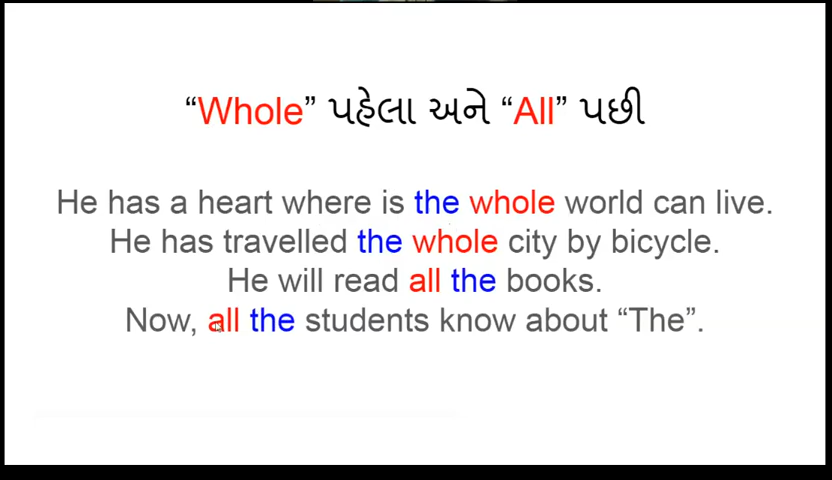 “Whole” પહેલા અને “All” પછી
He has a heart where is the whole world can live.
He has travelled the whole city by bicycle.
He will read all the books.
Now, all the students know about “The”.